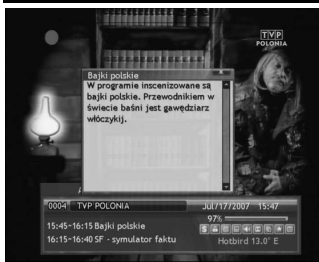 TVP
POLONIA
Bajki polskie
W programie inscenizowane są
bajki polskie. Przewodnikiem w
świecie baśni jest gawędziarz
włóczykij.
0004 TVP POLONIA Jul/17/2007 15:47
97%
15:45~16:15 Bajki polskie
16:15~16:40 SF - symulator faktu
Hotbird 13.0° E